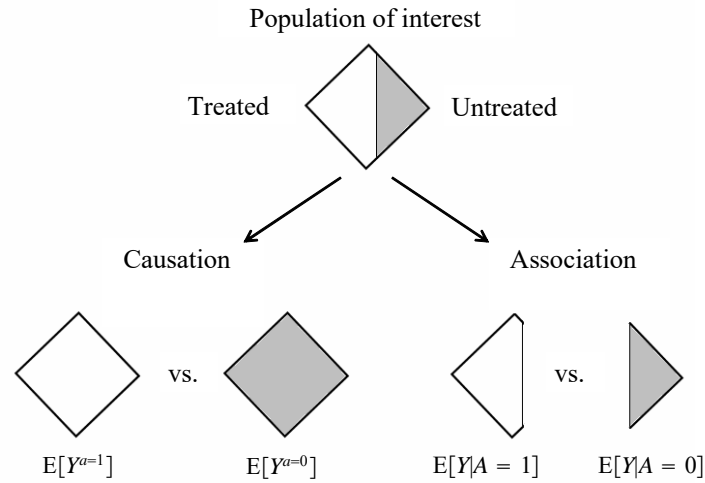 Population of interest
Treated
Untreated
Causation
Association
vs.
vs.
E[Y^{a=1}]
E[Y^{a=0}]
E[Y|A = 1]
E[Y|A = 0]